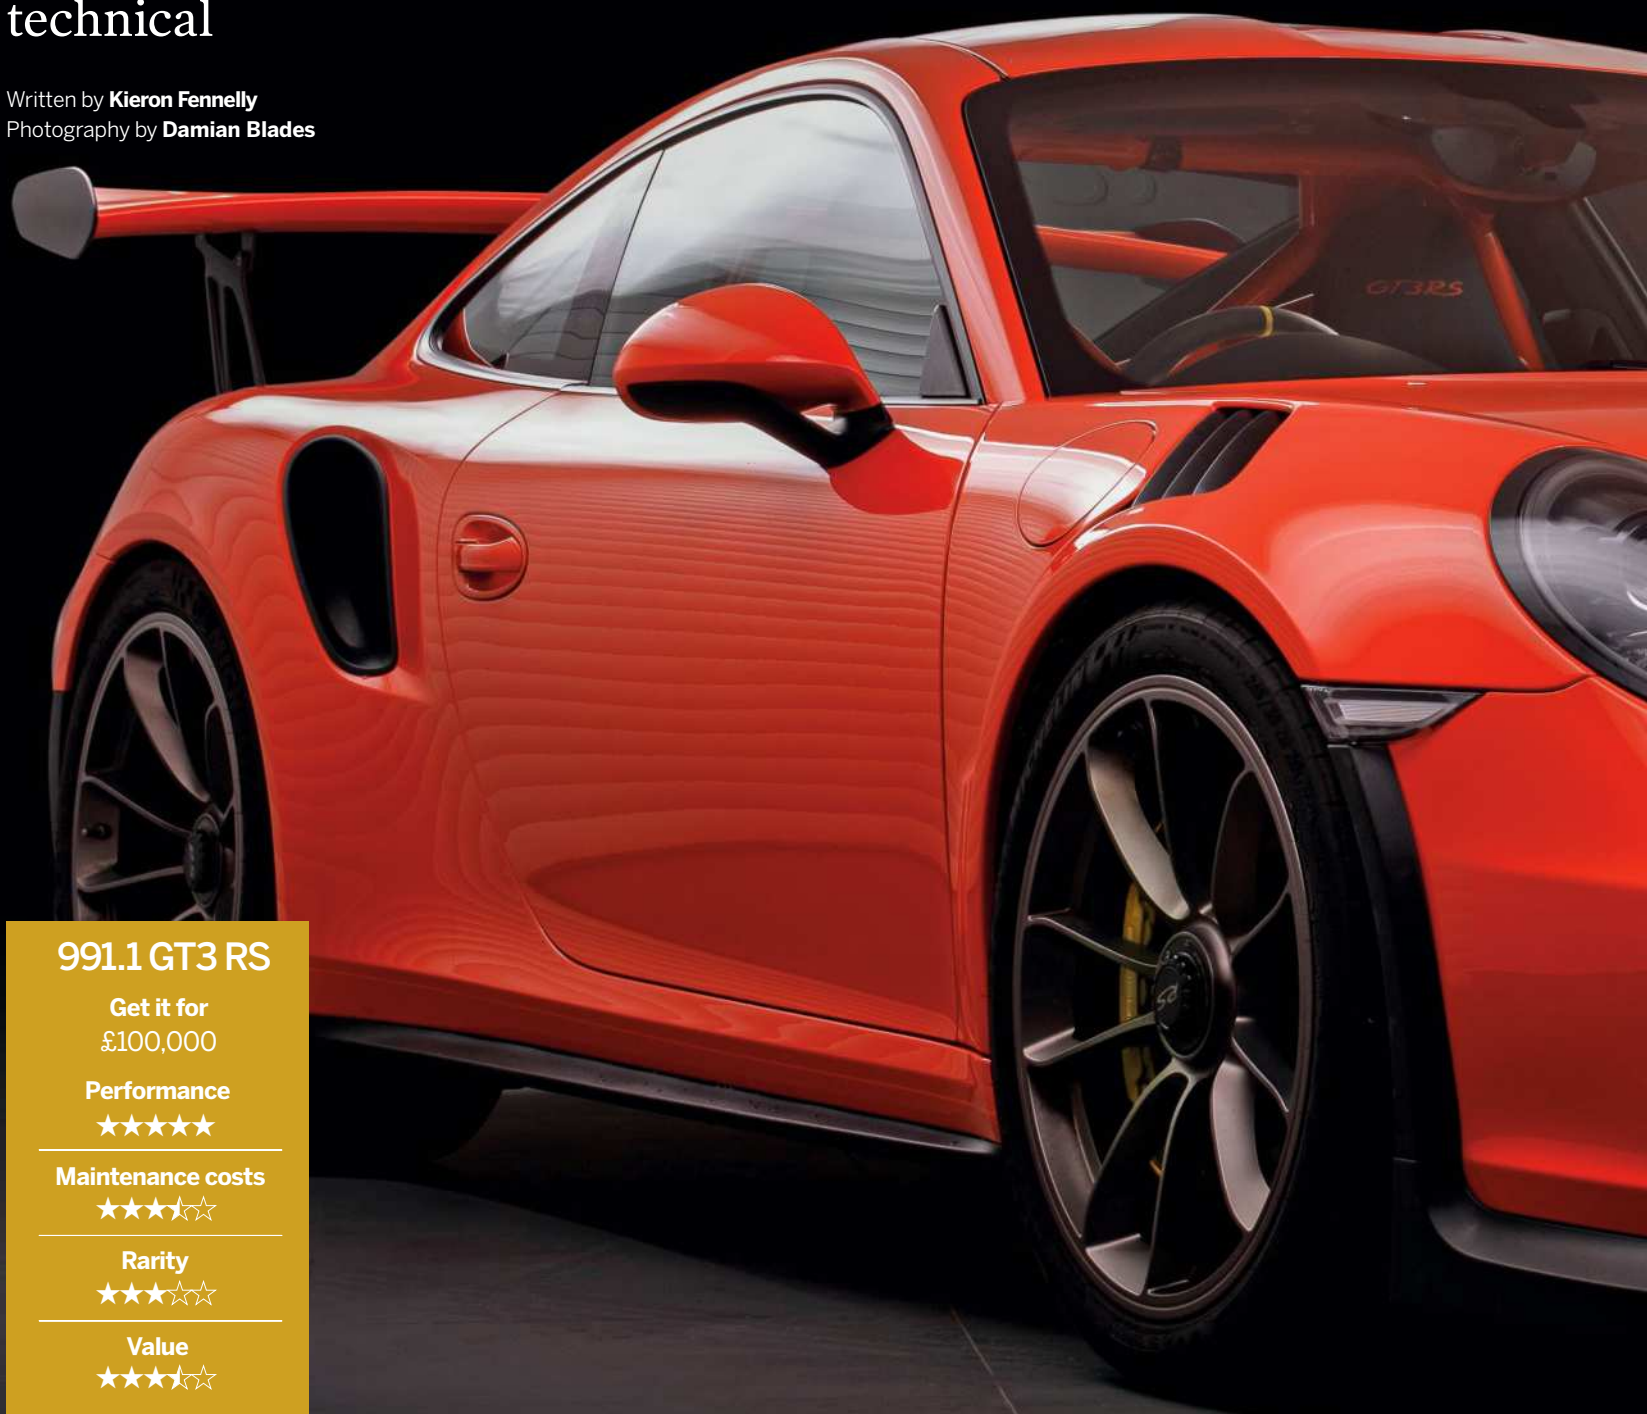 technical
Written by Kieron Fennelly
Photography by Damian Blades
GT3RS
991.1 GT3 RS
Get it for
£100,000
Performance
★★★★★
Maintenance costs
★★★⯪☆
Rarity
★★★☆☆
Value
★★★⯪☆